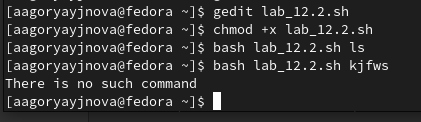 [aagoryayjnova@fedora ~]$ gedit lab_12.2.sh
[aagoryayjnova@fedora ~]$ chmod +x lab_12.2.sh
[aagoryayjnova@fedora ~]$ bash lab_12.2.sh ls
[aagoryayjnova@fedora ~]$ bash lab_12.2.sh kjfws
There is no such command
[aagoryayjnova@fedora ~]$